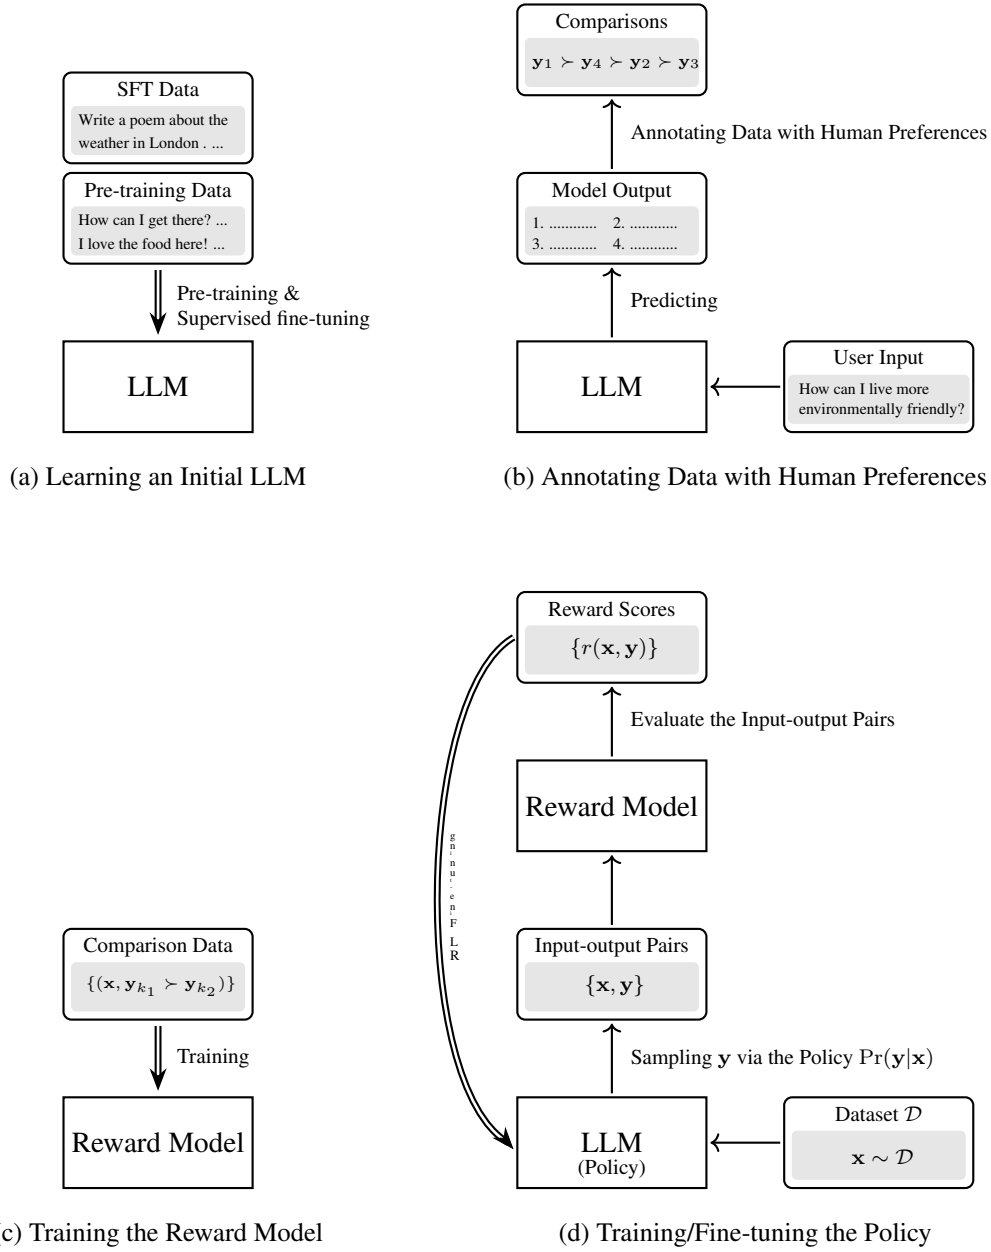 SFT Data
Write a poem about the
weather in London . ...
Pre-training Data
How can I get there? ...
I love the food here! ...
Pre-training &
Supervised fine-tuning
LLM
(a) Learning an Initial LLM
Comparisons
y₁ ≻ y₄ ≻ y₂ ≻ y₃
Annotating Data with Human Preferences
Model Output
1. ............ 2. ............
3. ............ 4. ............
Predicting
LLM
User Input
How can I live more
environmentally friendly?
(b) Annotating Data with Human Preferences
Comparison Data
{(x, yₖ₁ ≻ yₖ₂)}
Training
Reward Model
c) Training the Reward Model
Reward Scores
{r(x, y)}
Evaluate the Input-output Pairs
Reward Model
RL Fine-tuning
Input-output Pairs
{x, y}
Sampling y via the Policy Pr(y|x)
LLM
(Policy)
Dataset 𝒟
x ∼ 𝒟
(d) Training/Fine-tuning the Policy